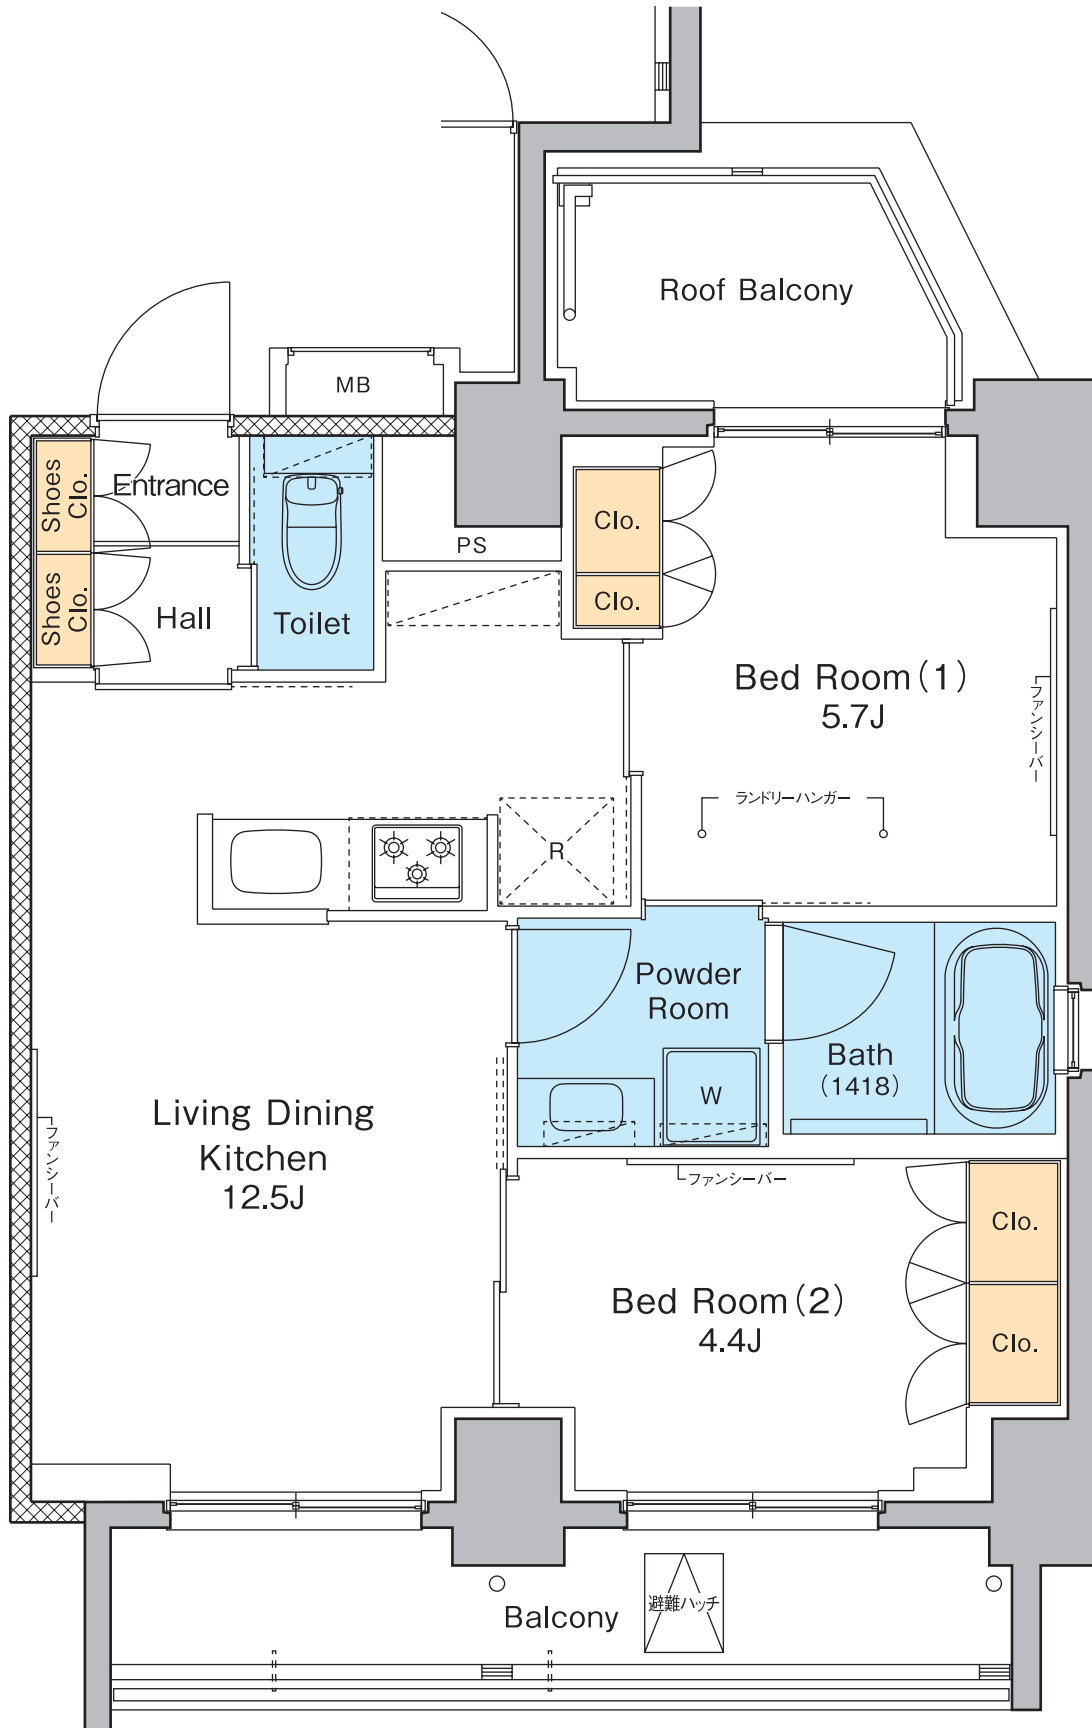 Roof Balcony
MB
Shoes
Clo.
Entrance
Clo.
PS
Shoes
Clo.
Hall
Toilet
Clo.
Bed Room(1)
5.7J
ファンシーバー
ランドリーハンガー
R
Powder
Room
Bath
(1418)
W
Living Dining
Kitchen
12.5J
ファンシーバー
ファンシーバー
Clo.
Bed Room(2)
4.4J
Clo.
Balcony
避難ハッチ